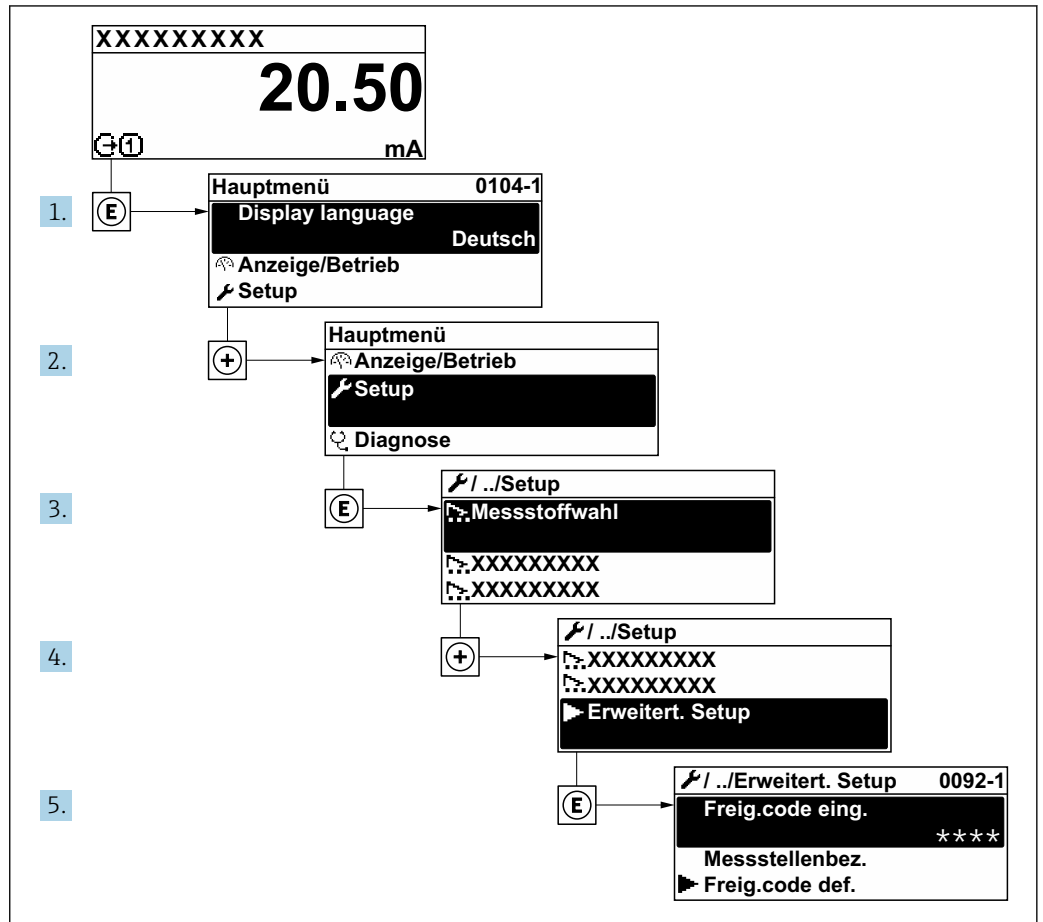 XXXXXXXXX
20.50
1 mA
1. E
Hauptmenü 0104-1
Display language
Deutsch
Anzeige/Betrieb
Setup
2. +
Hauptmenü
Anzeige/Betrieb
Setup
Diagnose
3. E
/ ../Setup
Messstoffwahl
XXXXXXXXX
XXXXXXXXX
4. +
/ ../Setup
XXXXXXXXX
XXXXXXXXX
Erweitert. Setup
5. E
/ ../Erweitert. Setup 0092-1
Freig.code eing.
****
Messstellenbez.
Freig.code def.